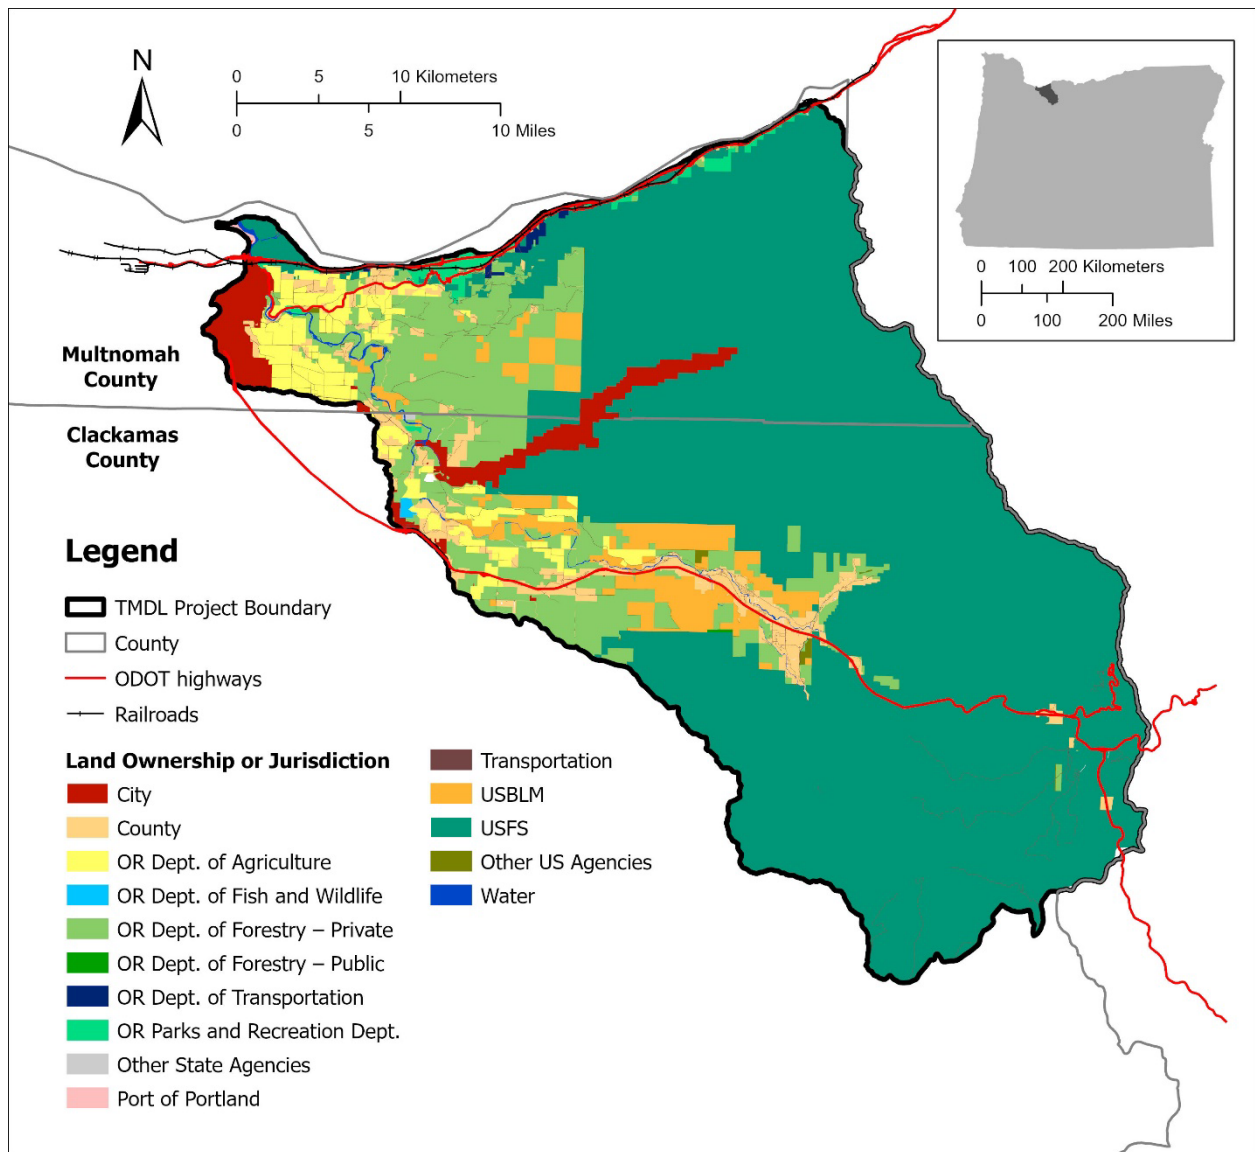 N
0 5 10 Kilometers
0 5 10 Miles
0 100 200 Kilometers
0 100 200 Miles
Multnomah
County
Clackamas
County
Legend
TMDL Project Boundary
County
ODOT highways
Railroads
Land Ownership or Jurisdiction
City
County
OR Dept. of Agriculture
OR Dept. of Fish and Wildlife
OR Dept. of Forestry – Private
OR Dept. of Forestry – Public
OR Dept. of Transportation
OR Parks and Recreation Dept.
Other State Agencies
Port of Portland
Transportation
USBLM
USFS
Other US Agencies
Water